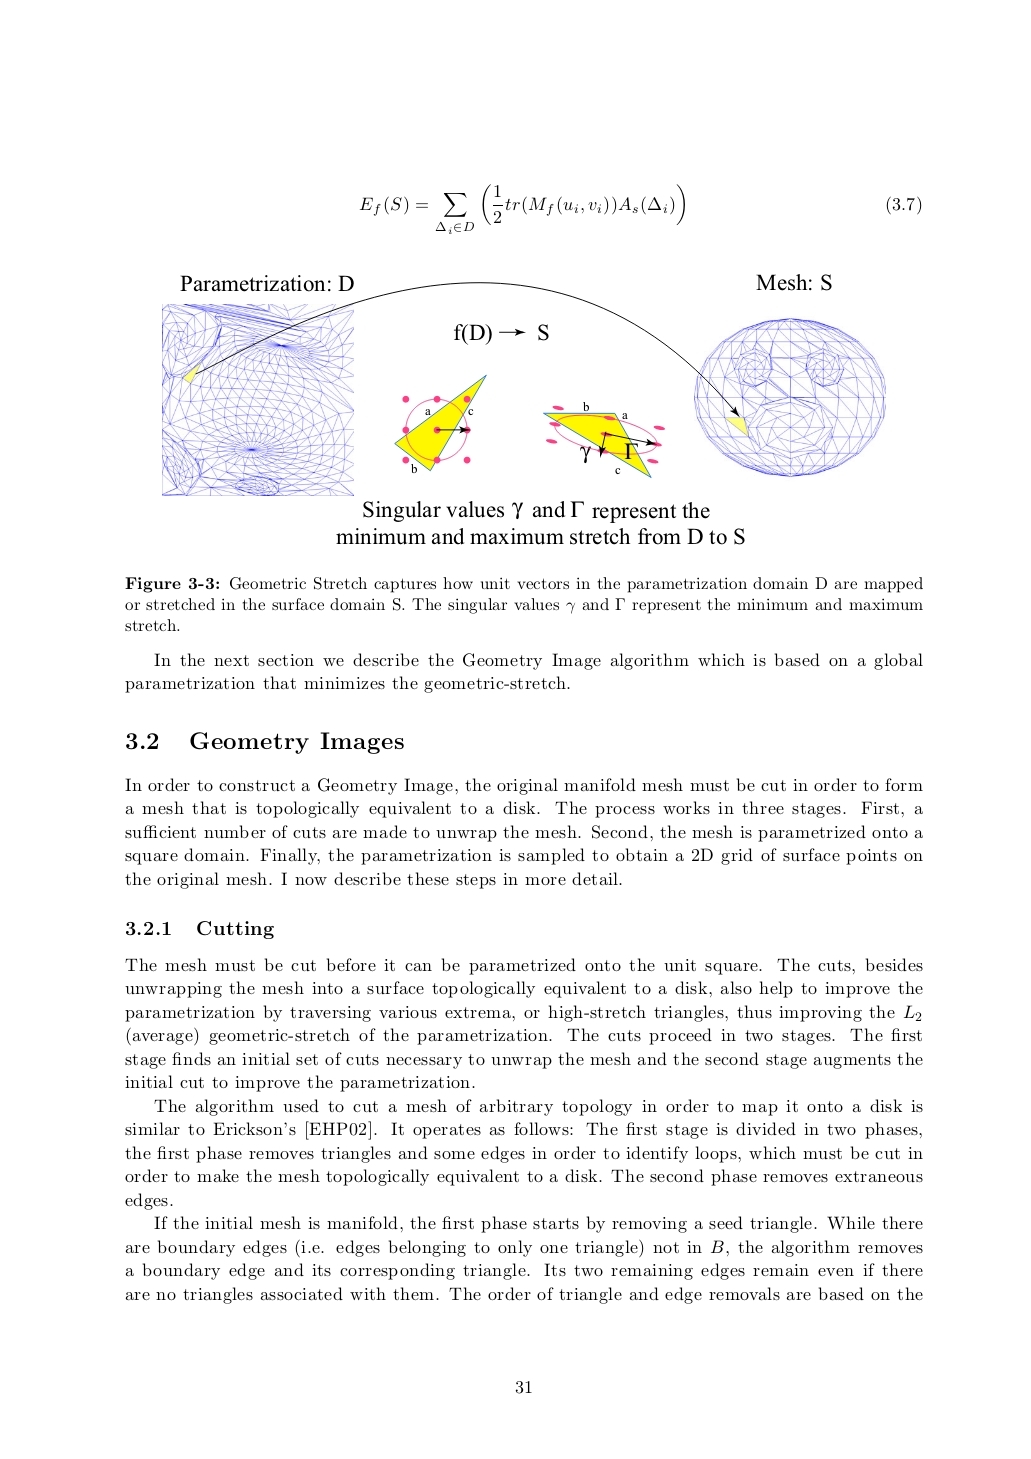 E_f(S) = ∑_{Δ_i∈D} (1/2 tr(M_f(u_i, v_i))A_s(Δ_i)) (3.7)
Parametrization: D
Mesh: S
f(D) → S
a
c
b
b
a
γ
Γ
c
Singular values γ and Γ represent the
minimum and maximum stretch from D to S
Figure 3-3: Geometric Stretch captures how unit vectors in the parametrization domain D are mapped
or stretched in the surface domain S. The singular values γ and Γ represent the minimum and maximum
stretch.
In the next section we describe the Geometry Image algorithm which is based on a global
parametrization that minimizes the geometric-stretch.
3.2 Geometry Images
In order to construct a Geometry Image, the original manifold mesh must be cut in order to form
a mesh that is topologically equivalent to a disk. The process works in three stages. First, a
sufficient number of cuts are made to unwrap the mesh. Second, the mesh is parametrized onto a
square domain. Finally, the parametrization is sampled to obtain a 2D grid of surface points on
the original mesh. I now describe these steps in more detail.
3.2.1 Cutting
The mesh must be cut before it can be parametrized onto the unit square. The cuts, besides
unwrapping the mesh into a surface topologically equivalent to a disk, also help to improve the
parametrization by traversing various extrema, or high-stretch triangles, thus improving the L₂
(average) geometric-stretch of the parametrization. The cuts proceed in two stages. The first
stage finds an initial set of cuts necessary to unwrap the mesh and the second stage augments the
initial cut to improve the parametrization.
The algorithm used to cut a mesh of arbitrary topology in order to map it onto a disk is
similar to Erickson's [EHP02]. It operates as follows: The first stage is divided in two phases,
the first phase removes triangles and some edges in order to identify loops, which must be cut in
order to make the mesh topologically equivalent to a disk. The second phase removes extraneous
edges.
If the initial mesh is manifold, the first phase starts by removing a seed triangle. While there
are boundary edges (i.e. edges belonging to only one triangle) not in B, the algorithm removes
a boundary edge and its corresponding triangle. Its two remaining edges remain even if there
are no triangles associated with them. The order of triangle and edge removals are based on the
31